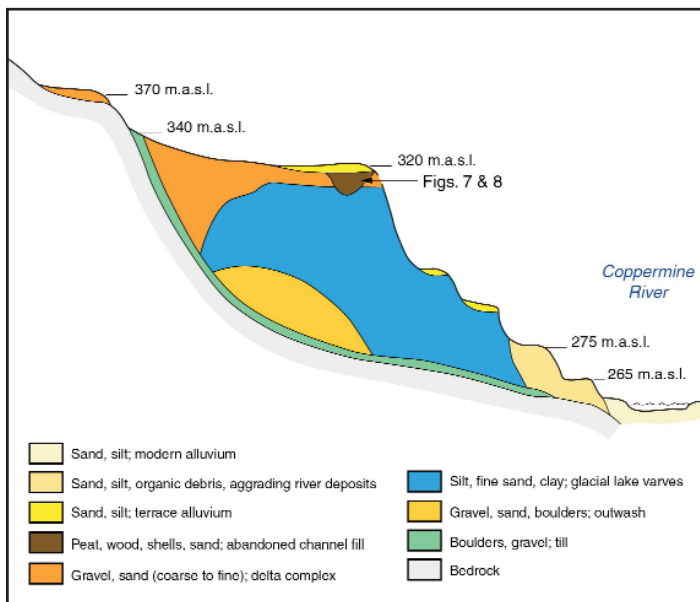 370 m.a.s.l.
340 m.a.s.l.
320 m.a.s.l.
Figs. 7 & 8
Coppermine
River
275 m.a.s.l.
265 m.a.s.l.
Sand, silt; modern alluvium
Sand, silt, organic debris, aggrading river deposits
Sand, silt; terrace alluvium
Peat, wood, shells, sand; abandoned channel fill
Gravel, sand (coarse to fine); delta complex
Silt, fine sand, clay; glacial lake varves
Gravel, sand, boulders; outwash
Boulders, gravel; till
Bedrock